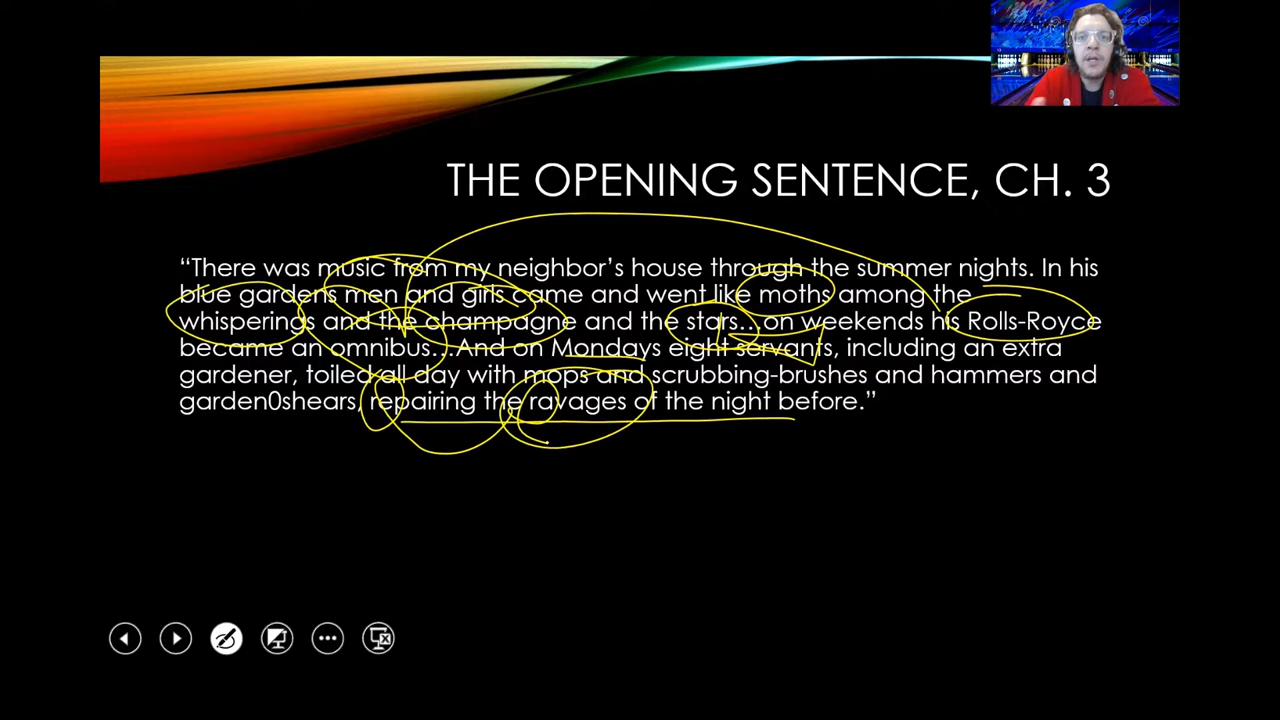 THE OPENING SENTENCE, CH. 3
“There was music from my neighbor’s house through the summer nights. In his
blue gardens men and girls came and went like moths among the
whisperings and the champagne and the stars…on weekends his Rolls-Royce
became an omnibus…And on Mondays eight servants, including an extra
gardener, toiled all day with mops and scrubbing-brushes and hammers and
garden0shears, repairing the ravages of the night before.”